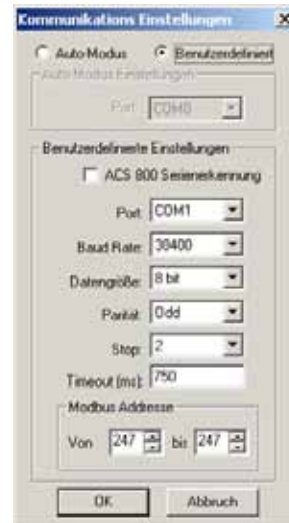 Kommunikations Einstellungen
Auto Modus Benutzerdefiniert
Auto Modus Einstellungen
Port: COM8
Benutzerdefinierte Einstellungen
ACS 800 Serienerkennung
Port: COM1
Baud Rate: 38400
Datengröße: 8 bit
Parität: Odd
Stop: 2
Timeout (ms): 750
Modbus Addresse
Von 247 bis 247
OK Abbruch